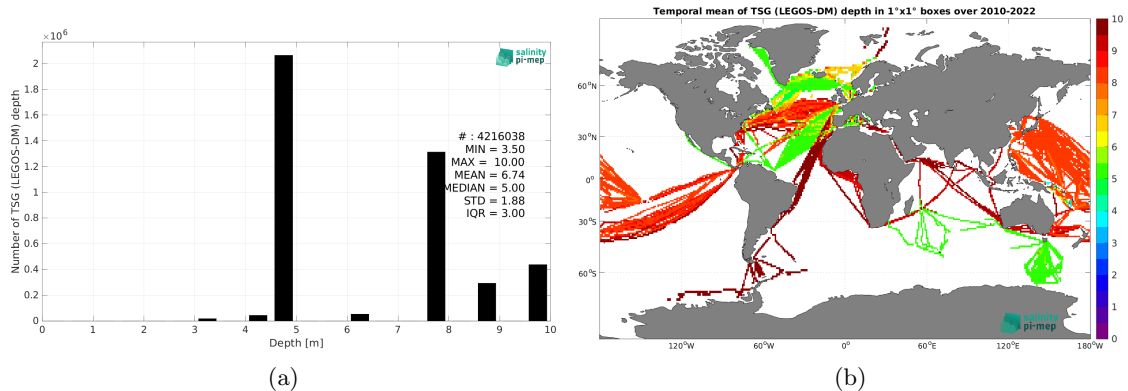 Number of TSG (LEGOS-DM) depth
×10⁶
2
1.8
1.6
1.4
1.2
1
0.8
0.6
0.4
0.2
0
0 1 2 3 4 5 6 7 8 9 10
Depth [m]
salinity
pi-mep
# : 4216038
MIN = 3.50
MAX = 10.00
MEAN = 6.74
MEDIAN = 5.00
STD = 1.88
IQR = 3.00
(a)
Temporal mean of TSG (LEGOS-DM) depth in 1°x1° boxes over 2010-2022
60°N
30°N
0°
30°S
60°S
120°W 60°W 0° 60°E 120°E 180°W
salinity
pi-mep
10
9
8
7
6
5
4
3
2
1
0
(b)